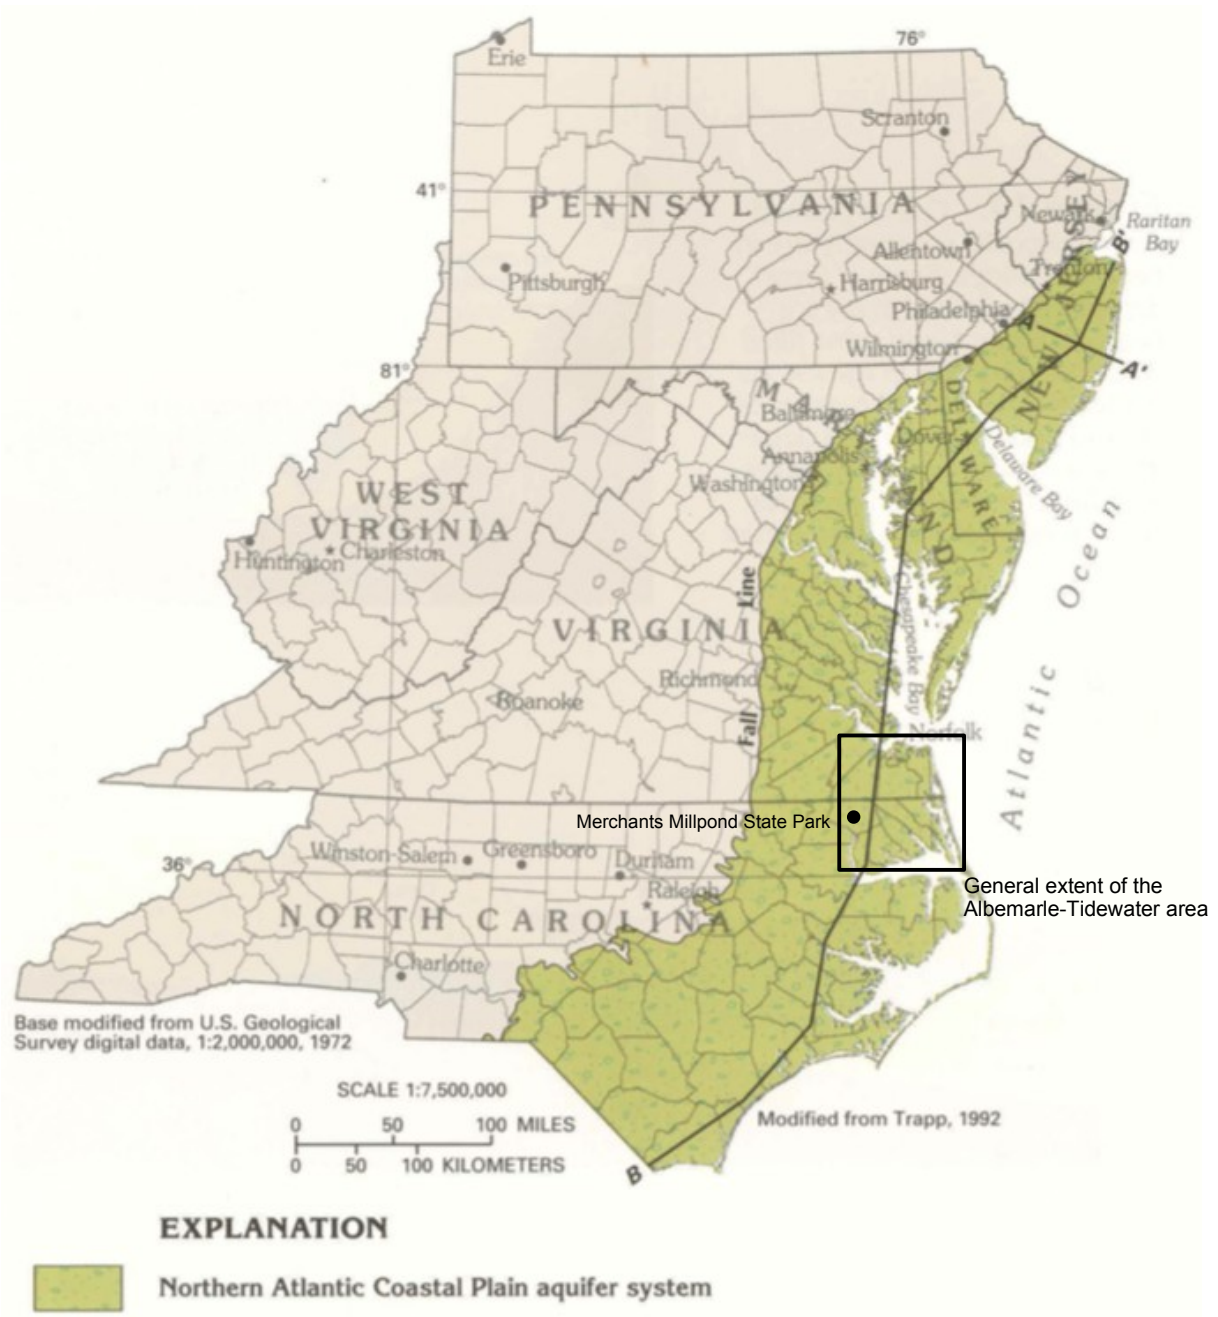 76°
Erie
Scranton
41°
PENNSYLVANIA
NEW JERSEY
Newark
Raritan
Bay
B'
Allentown
Trenton
Pittsburgh
Harrisburg
Philadelphia
A
Wilmington
A'
81°
MARYLAND
Baltimore
DELAWARE
Dover
Annapolis
Delaware Bay
Washington
WEST
VIRGINIA
Huntington
Charleston
Atlantic Ocean
Fall Line
Chesapeake Bay
VIRGINIA
Richmond
Roanoke
Norfolk
Merchants Millpond State Park
Winston-Salem
Greensboro
Durham
36°
Raleigh
General extent of the
Albemarle-Tidewater area
NORTH CAROLINA
Charlotte
Base modified from U.S. Geological
Survey digital data, 1:2,000,000, 1972
SCALE 1:7,500,000
0 50 100 MILES
0 50 100 KILOMETERS
Modified from Trapp, 1992
B
EXPLANATION
Northern Atlantic Coastal Plain aquifer system